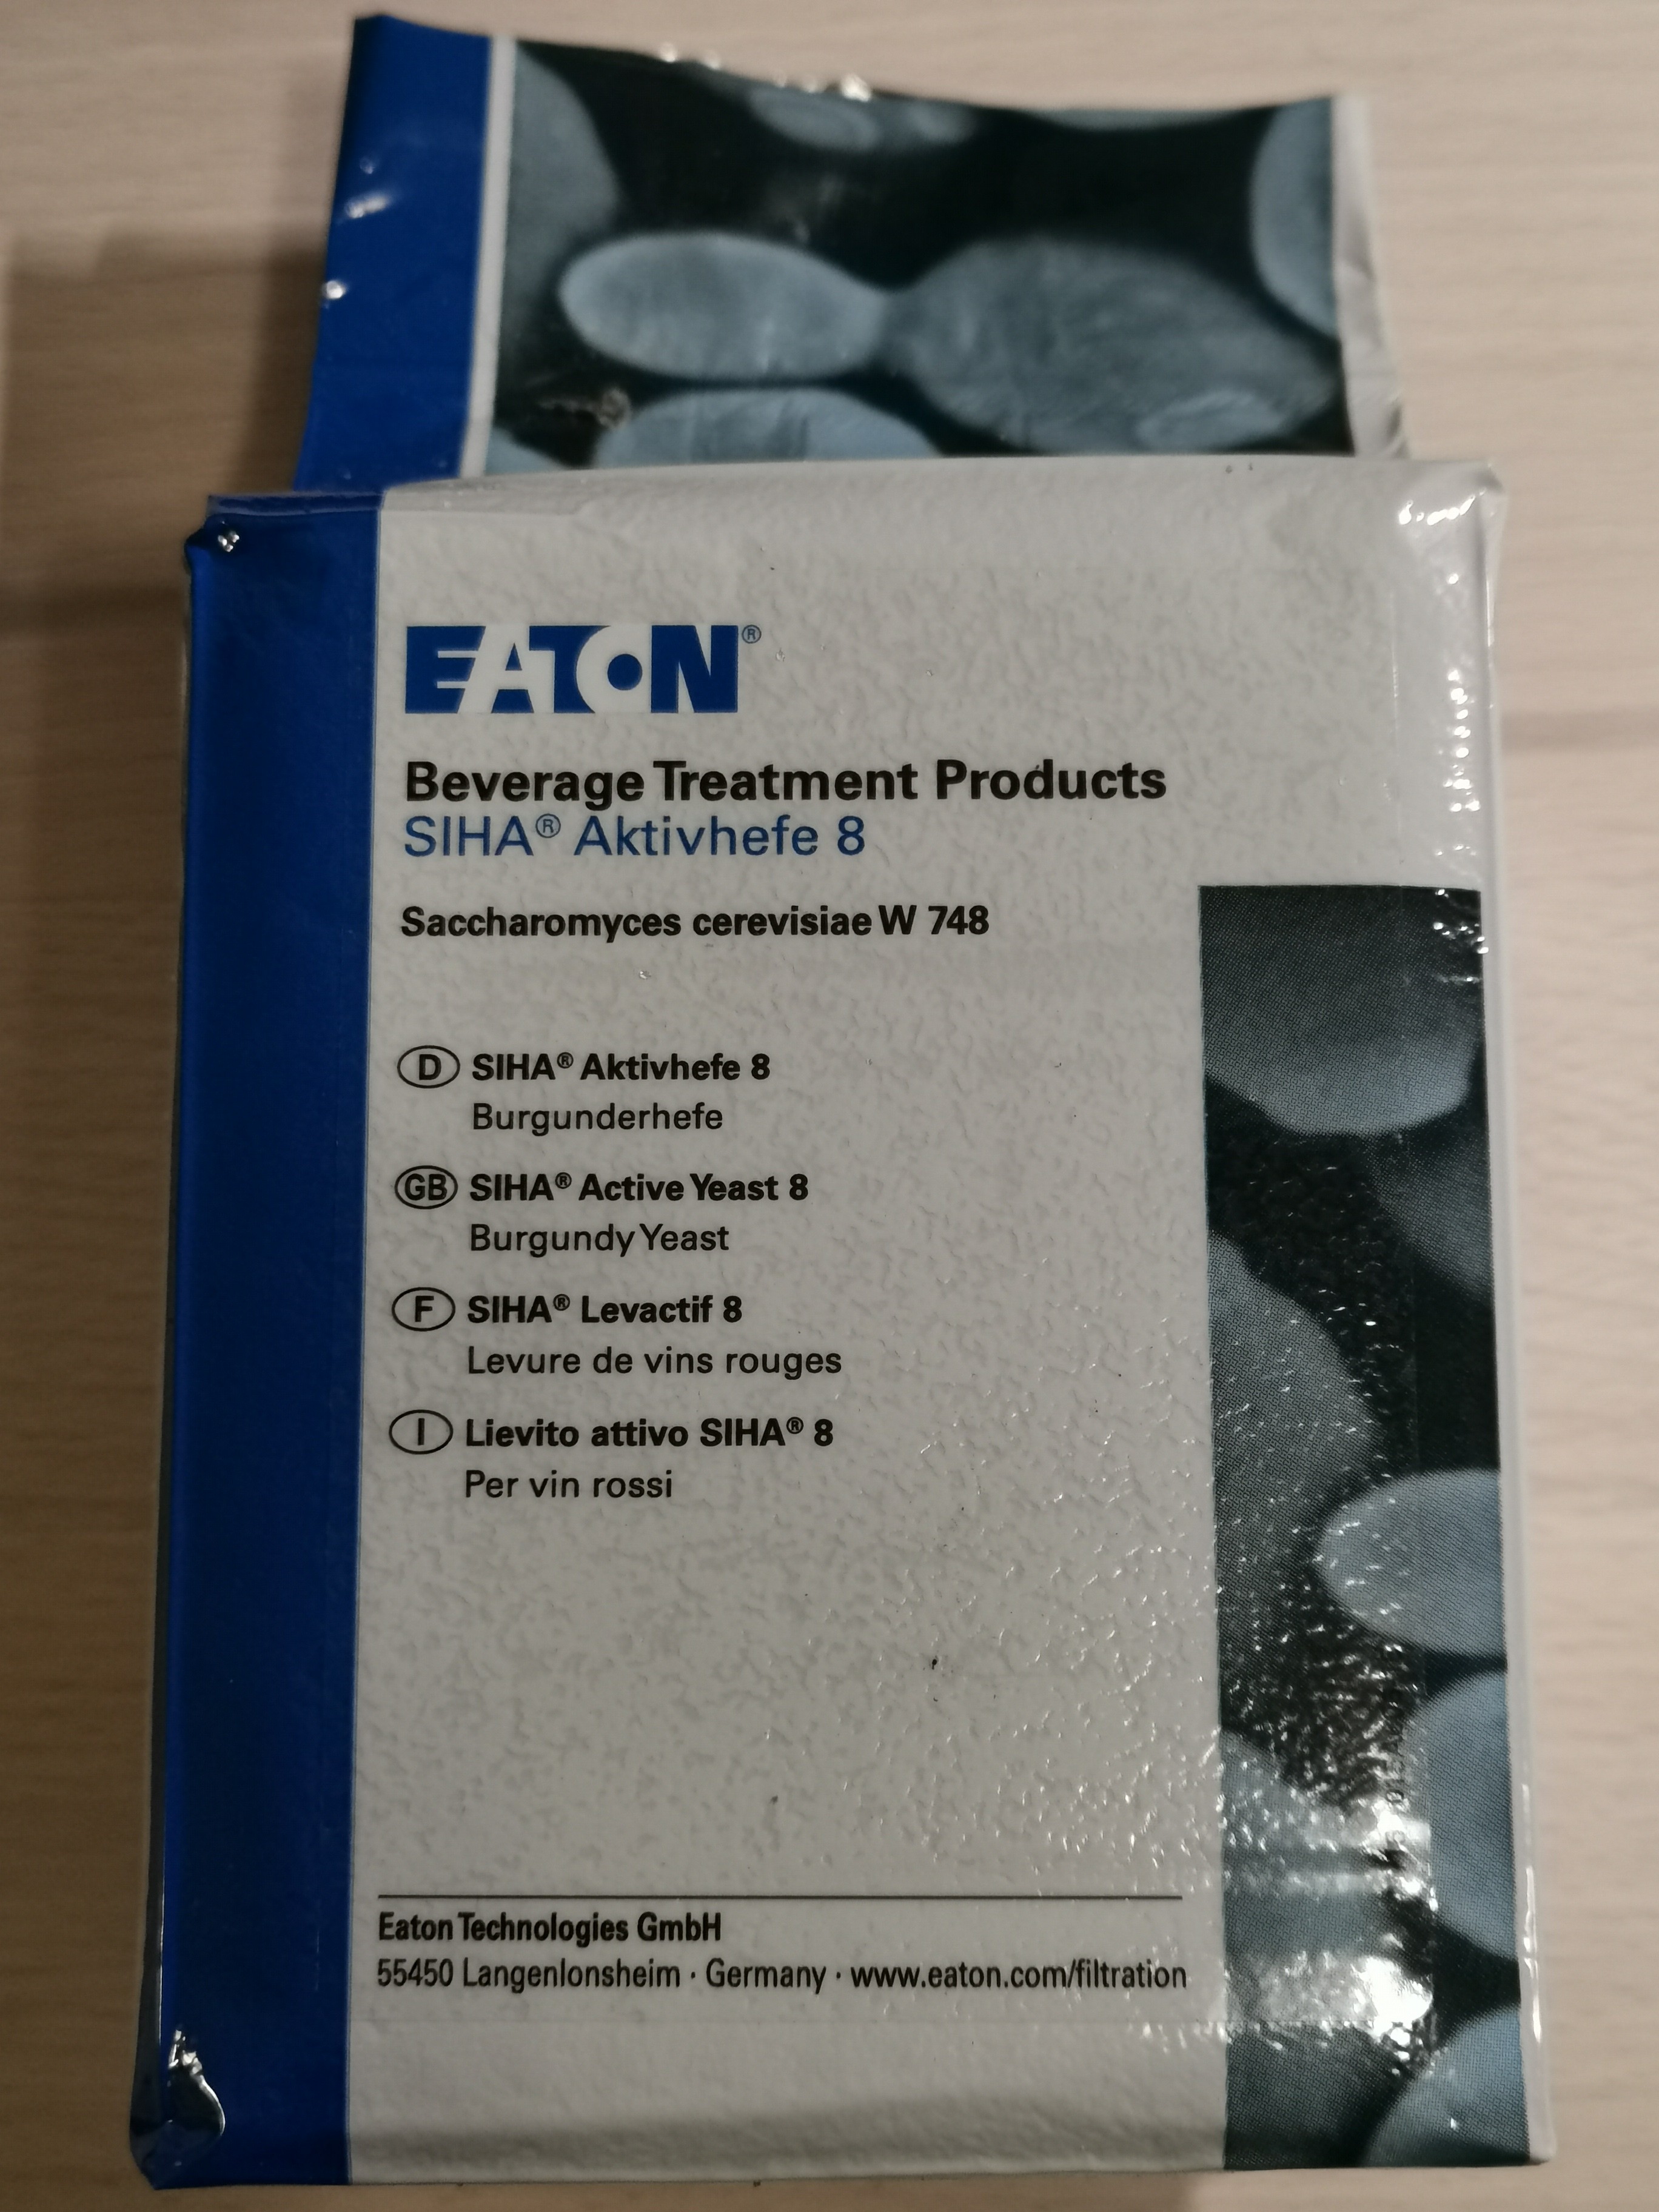 EATON®
Beverage Treatment Products
SIHA® Aktivhefe 8
Saccharomyces cerevisiae W 748
D SIHA® Aktivhefe 8
Burgunderhefe
GB SIHA® Active Yeast 8
Burgundy Yeast
F SIHA® Levactif 8
Levure de vins rouges
I Lievito attivo SIHA® 8
Per vin rossi
Eaton Technologies GmbH
55450 Langenlonsheim · Germany · www.eaton.com/filtration